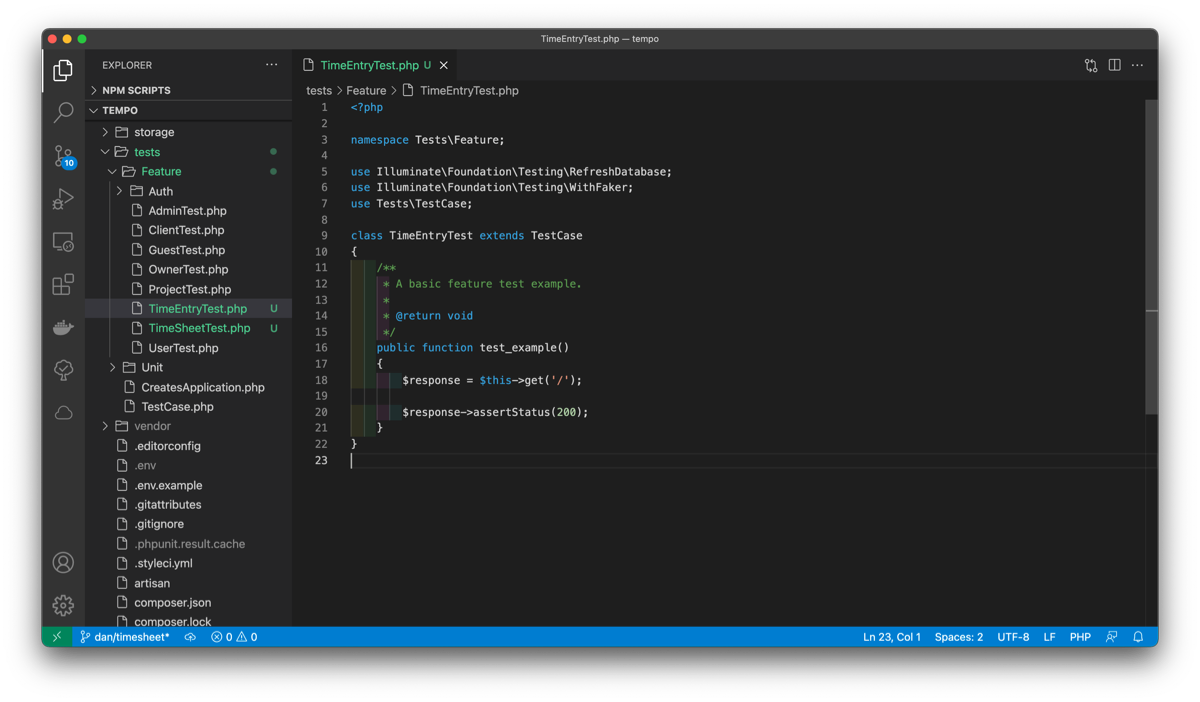 TimeEntryTest.php — tempo
EXPLORER
NPM SCRIPTS
TEMPO
storage
tests
Feature
Auth
AdminTest.php
ClientTest.php
GuestTest.php
OwnerTest.php
ProjectTest.php
TimeEntryTest.php U
TimeSheetTest.php U
UserTest.php
Unit
CreatesApplication.php
TestCase.php
vendor
.editorconfig
.env
.env.example
.gitattributes
.gitignore
.phpunit.result.cache
.styleci.yml
artisan
composer.json
composer.lock
10
TimeEntryTest.php U
tests > Feature > TimeEntryTest.php
1 <?php
2
3 namespace Tests\Feature;
4
5 use Illuminate\Foundation\Testing\RefreshDatabase;
6 use Illuminate\Foundation\Testing\WithFaker;
7 use Tests\TestCase;
8
9 class TimeEntryTest extends TestCase
10 {
11 /**
12 * A basic feature test example.
13 *
14 * @return void
15 */
16 public function test_example()
17 {
18 $response = $this->get('/');
19
20 $response->assertStatus(200);
21 }
22 }
23
dan/timesheet* 0 0 Ln 23, Col 1 Spaces: 2 UTF-8 LF PHP